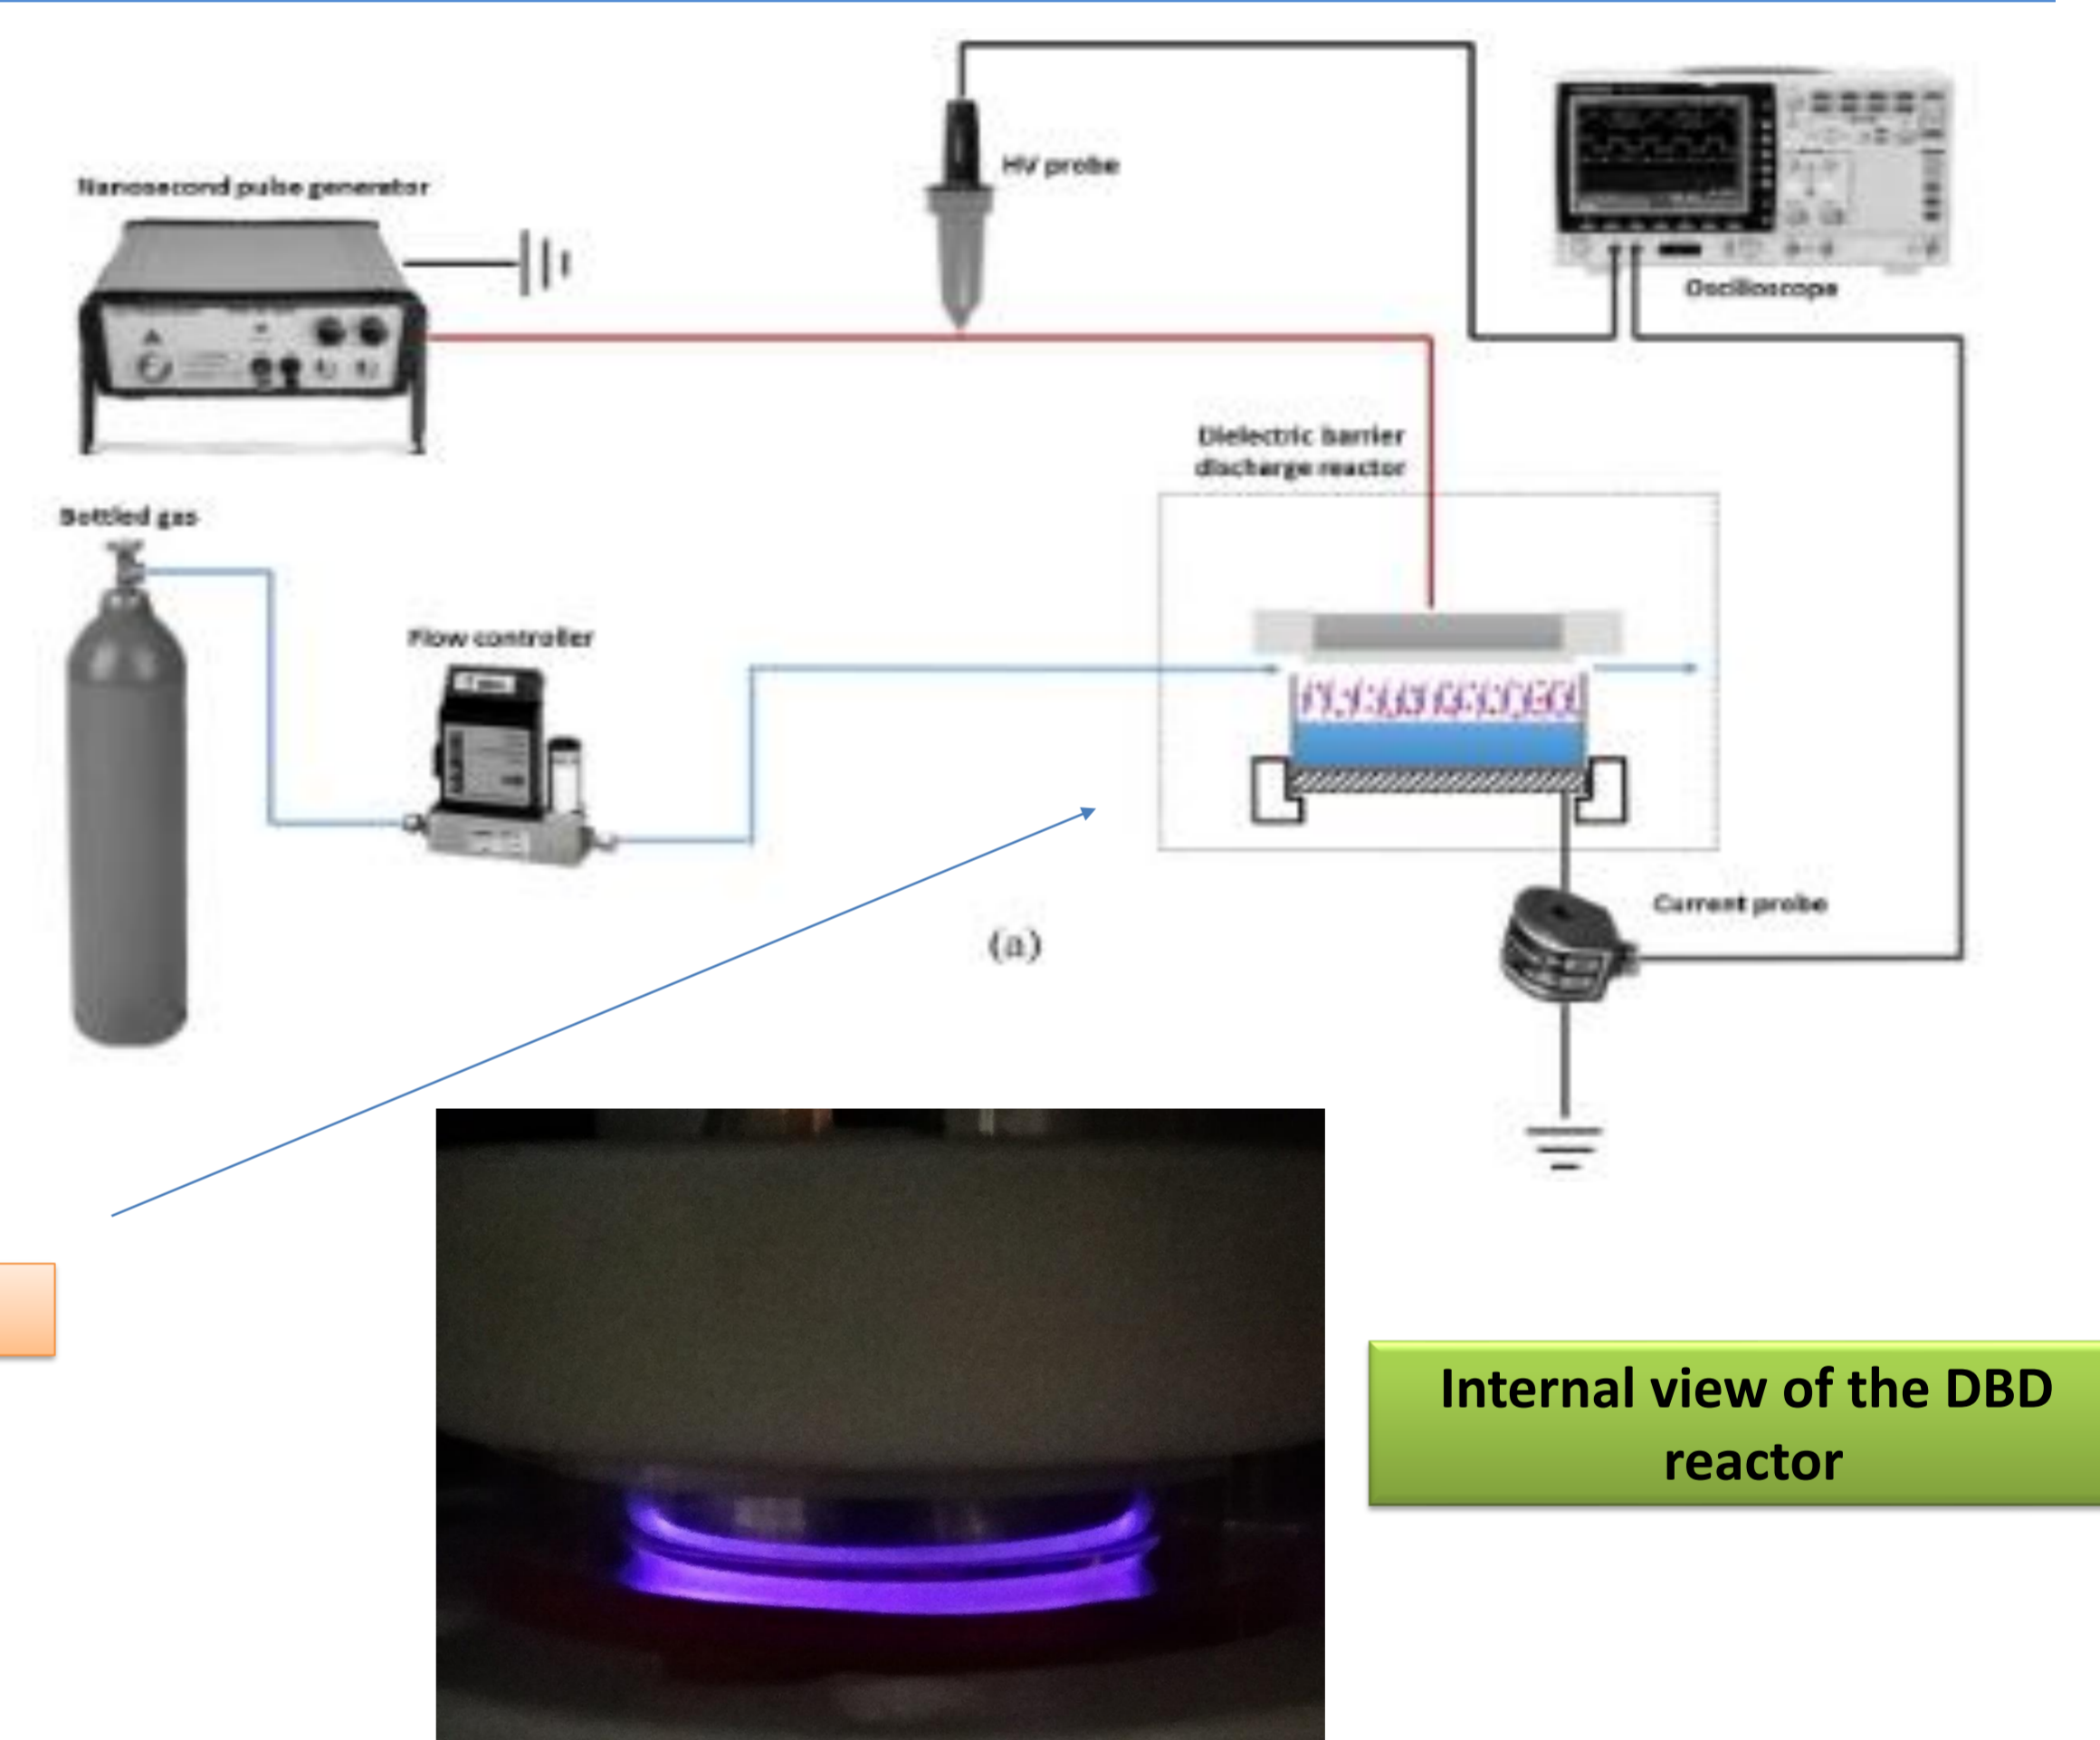 HV probe
Nanosecond pulse generator
Oscilloscope
Dielectric barrier
discharge reactor
Bottled gas
Flow controller
Current probe
(a)
Internal view of the DBD
reactor